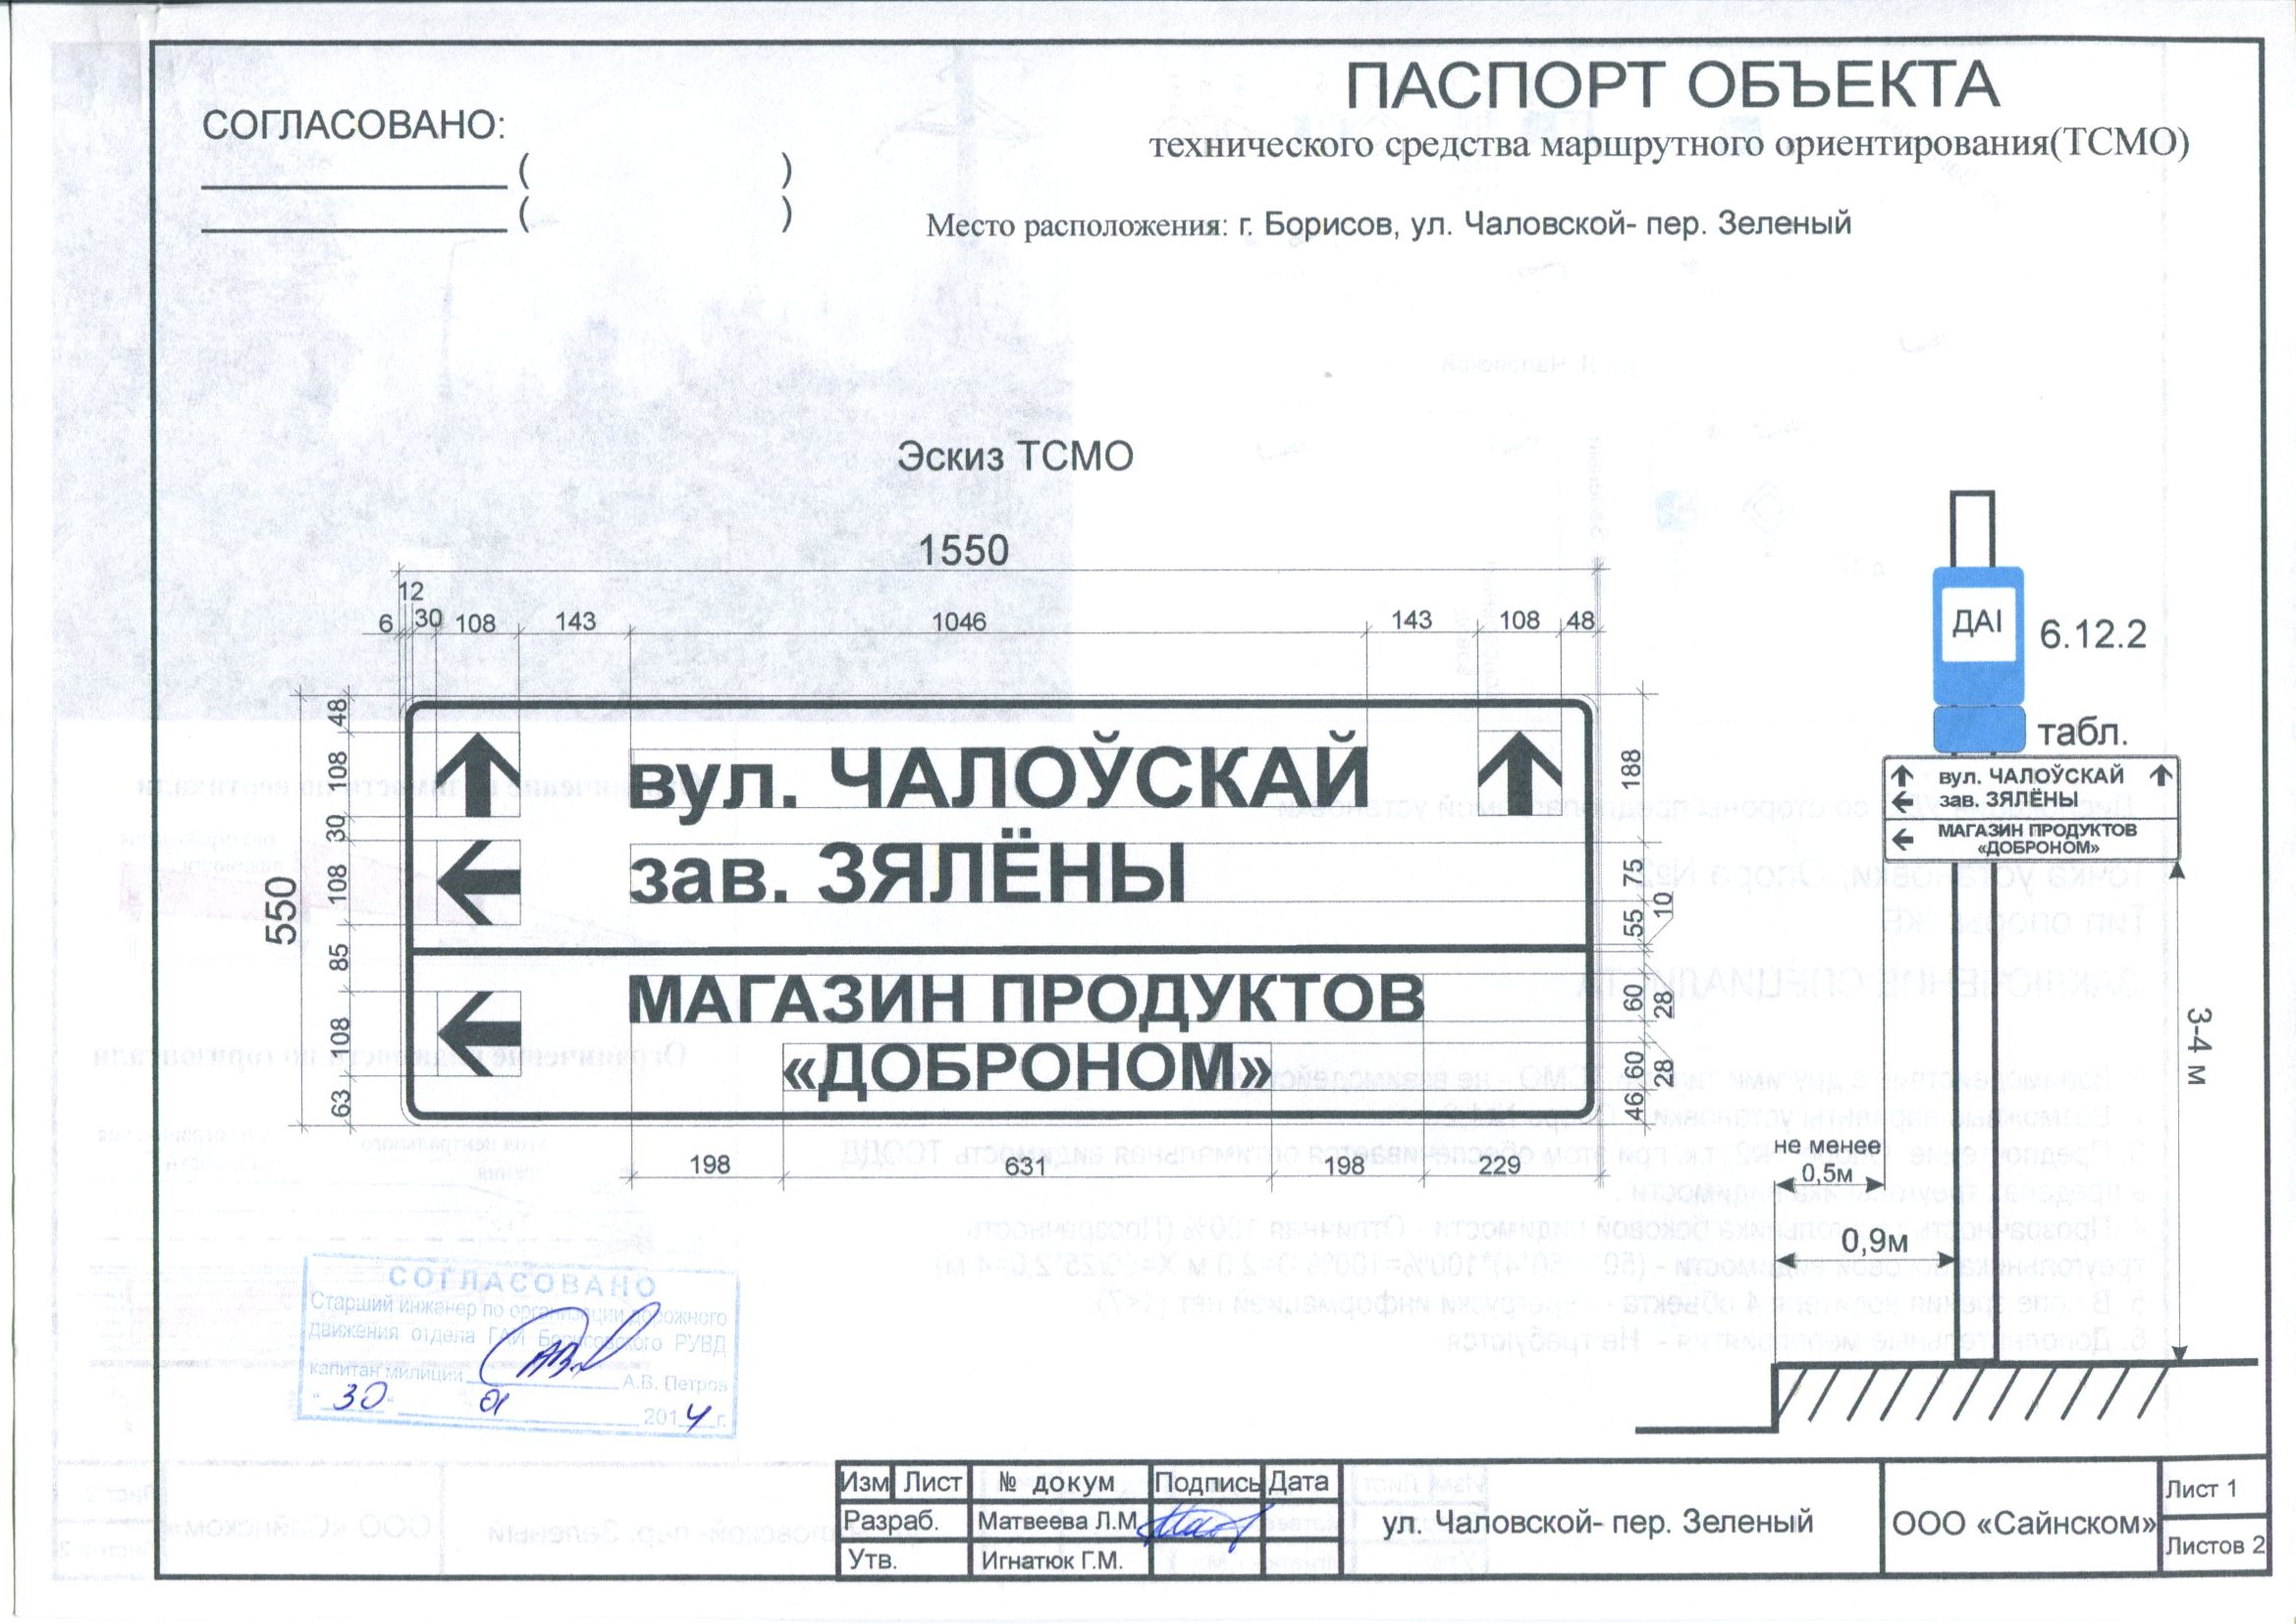 ПАСПОРТ ОБЪЕКТА
технического средства маршрутного ориентирования(ТСМО)
СОГЛАСОВАНО:
( )
( )
Место расположения: г. Борисов, ул. Чаловской- пер. Зеленый
Эскиз ТСМО
1550
12
6 30 108 143 1046 143 108 48
550
48
108
30
108
85
108
63
вул. ЧАЛОЎСКАЙ
зав. ЗЯЛЁНЫ
МАГАЗИН ПРОДУКТОВ
«ДОБРОНОМ»
188
75
10
55
60
28
60
28
46
198 631 198 229
ДАІ
6.12.2
табл.
вул. ЧАЛОЎСКАЙ
зав. ЗЯЛЁНЫ
МАГАЗИН ПРОДУКТОВ
«ДОБРОНОМ»
3-4 м
не менее
0,5м
0,9м
СОГЛАСОВАНО
Старший инженер по организации дорожного
движения отдела ГАИ Борисовского РУВД
капитан милиции А.В. Петров
" 30 " 01 2014 г.
Изм Лист № докум Подпись Дата
Разраб. Матвеева Л.М.
Утв. Игнатюк Г.М.
ул. Чаловской- пер. Зеленый
ООО «Сайнском»
Лист 1
Листов 2